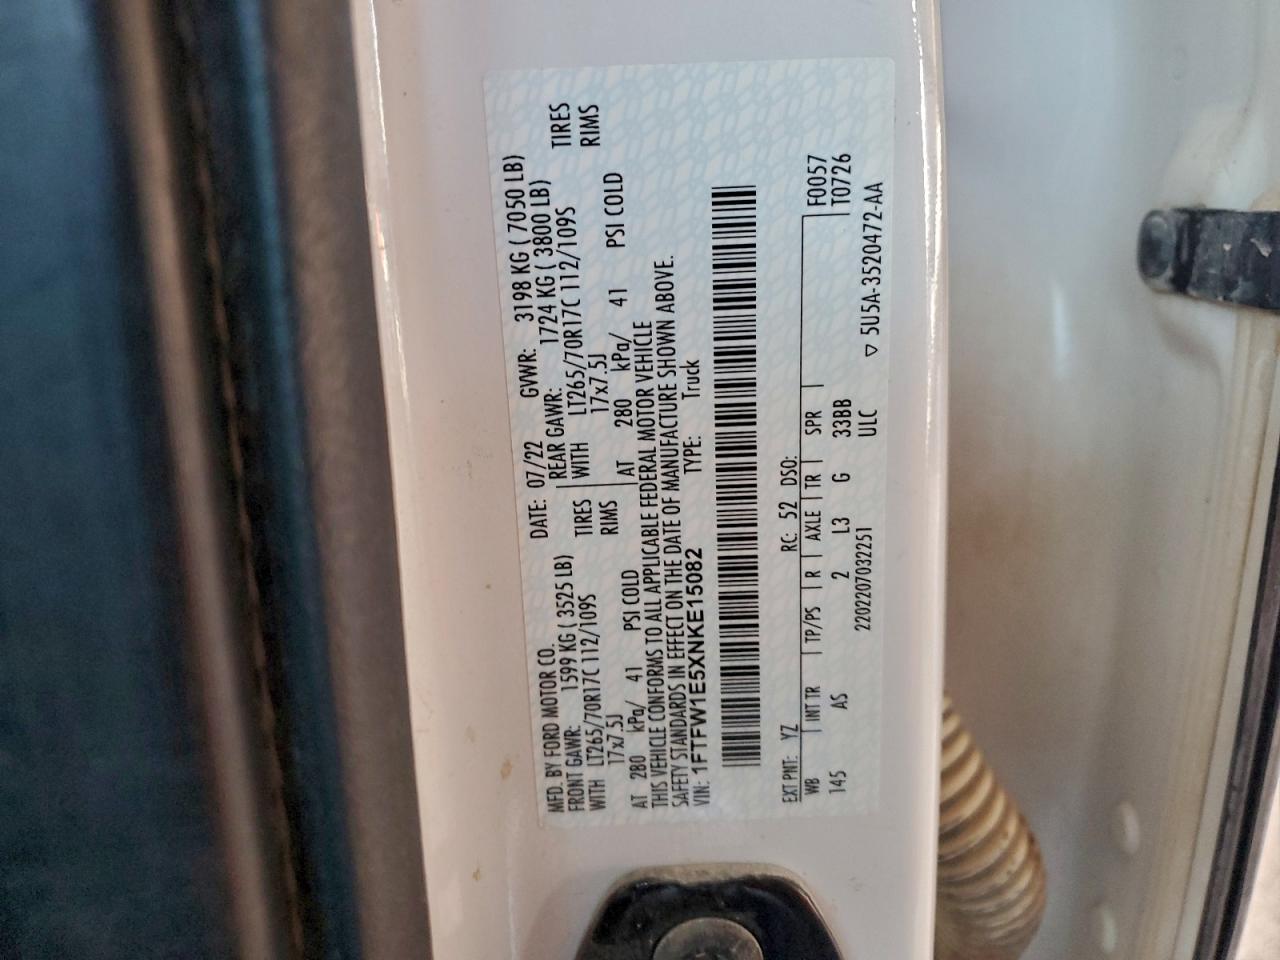 MFD. BY FORD MOTOR CO.
DATE: 07/22 GVWR: 3198 KG ( 7050 LB)
FRONT GAWR: 1599 KG ( 3525 LB) REAR GAWR: 1724 KG ( 3800 LB)
WITH LT265/70R17C 112/109S TIRES WITH LT265/70R17C 112/109S TIRES
17x7.5J RIMS 17x7.5J RIMS
AT 280 kPa/ 41 PSI COLD AT 280 kPa/ 41 PSI COLD
THIS VEHICLE CONFORMS TO ALL APPLICABLE FEDERAL MOTOR VEHICLE
SAFETY STANDARDS IN EFFECT ON THE DATE OF MANUFACTURE SHOWN ABOVE.
VIN: 1FTFW1E5XNKE15082 TYPE: Truck
EXT PNT: YZ RC: 52 DSO: F0057
WB INT TR TP/PS R AXLE TR SPR T0726
145 AS 2 L3 G 33BB
220220703225​1 ULC ▽ 5U5A-3520472-AA